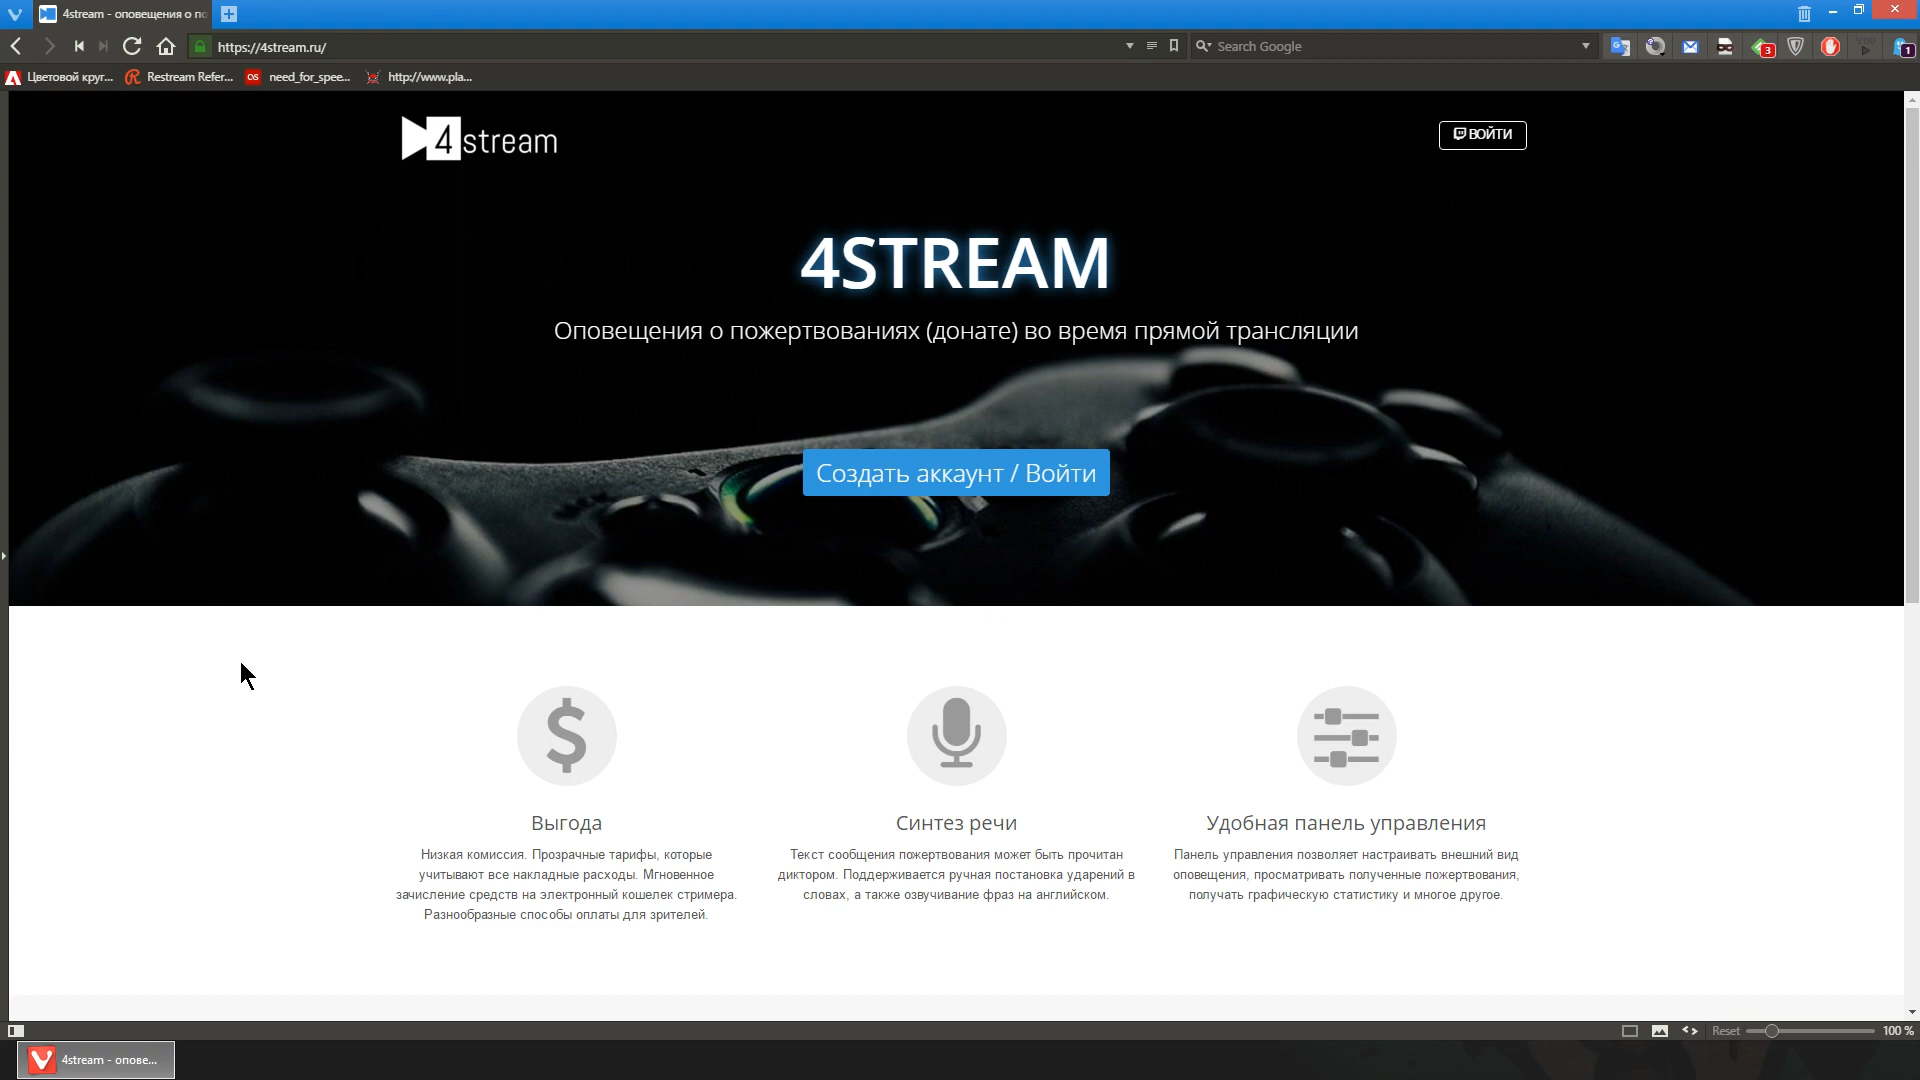 4stream - оповещения о по
https://4stream.ru/
Search Google
3
1
Цветовой круг...
Restream Refer...
need_for_spee...
http://www.pla...
4stream
ВОЙТИ
4STREAM
Оповещения о пожертвованиях (донате) во время прямой трансляции
Создать аккаунт / Войти
Выгода
Низкая комиссия. Прозрачные тарифы, которые
учитывают все накладные расходы. Мгновенное
зачисление средств на электронный кошелек стримера.
Разнообразные способы оплаты для зрителей.
Синтез речи
Текст сообщения пожертвования может быть прочитан
диктором. Поддерживается ручная постановка ударений в
словах, а также озвучивание фраз на английском.
Удобная панель управления
Панель управления позволяет настраивать внешний вид
оповещения, просматривать полученные пожертвования,
получать графическую статистику и многое другое.
Reset
100 %
4stream - опове...